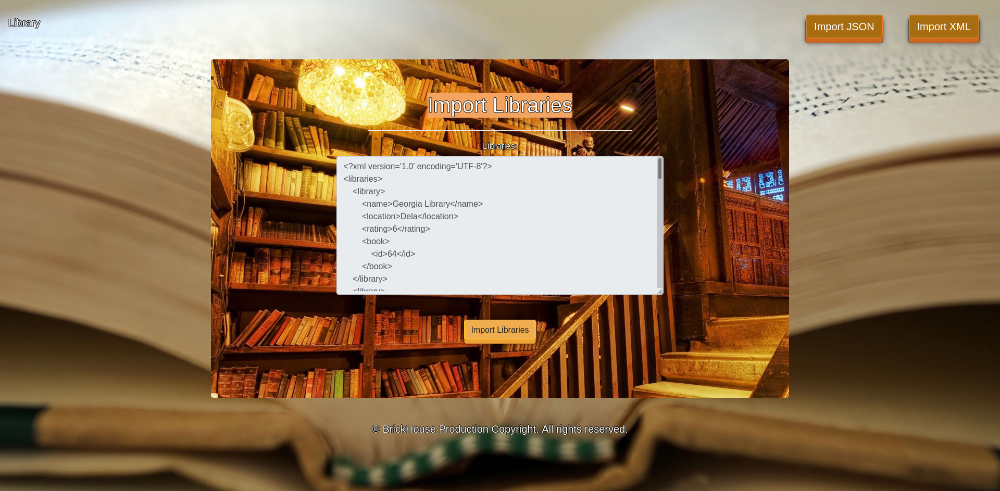 Library
Import JSON
Import XML
Import Libraries
Libraries:
<?xml version='1.0' encoding='UTF-8'?>
<libraries>
    <library>
        <name>Georgia Library</name>
        <location>Dela</location>
        <rating>6</rating>
        <book>
            <id>64</id>
        </book>
    </library>
    <library>
Import Libraries
© BrickHouse Production Copyright. All rights reserved.